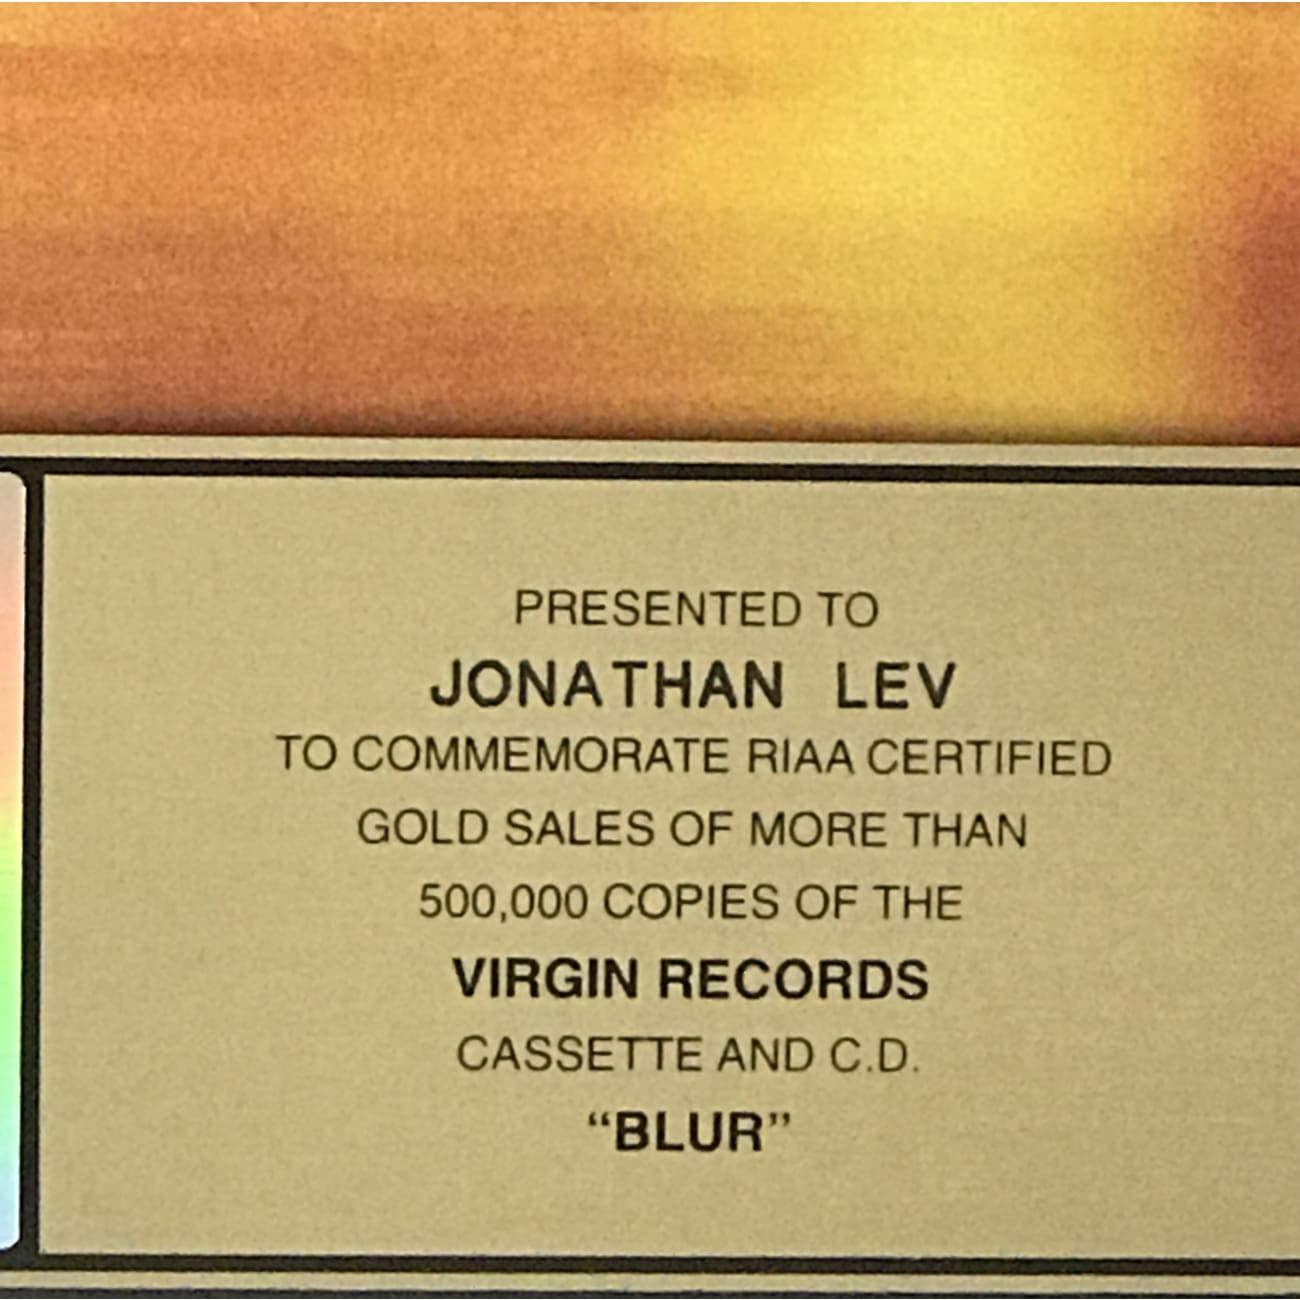 PRESENTED TO
JONATHAN LEV
TO COMMEMORATE RIAA CERTIFIED
GOLD SALES OF MORE THAN
500,000 COPIES OF THE
VIRGIN RECORDS
CASSETTE AND C.D.
“BLUR”